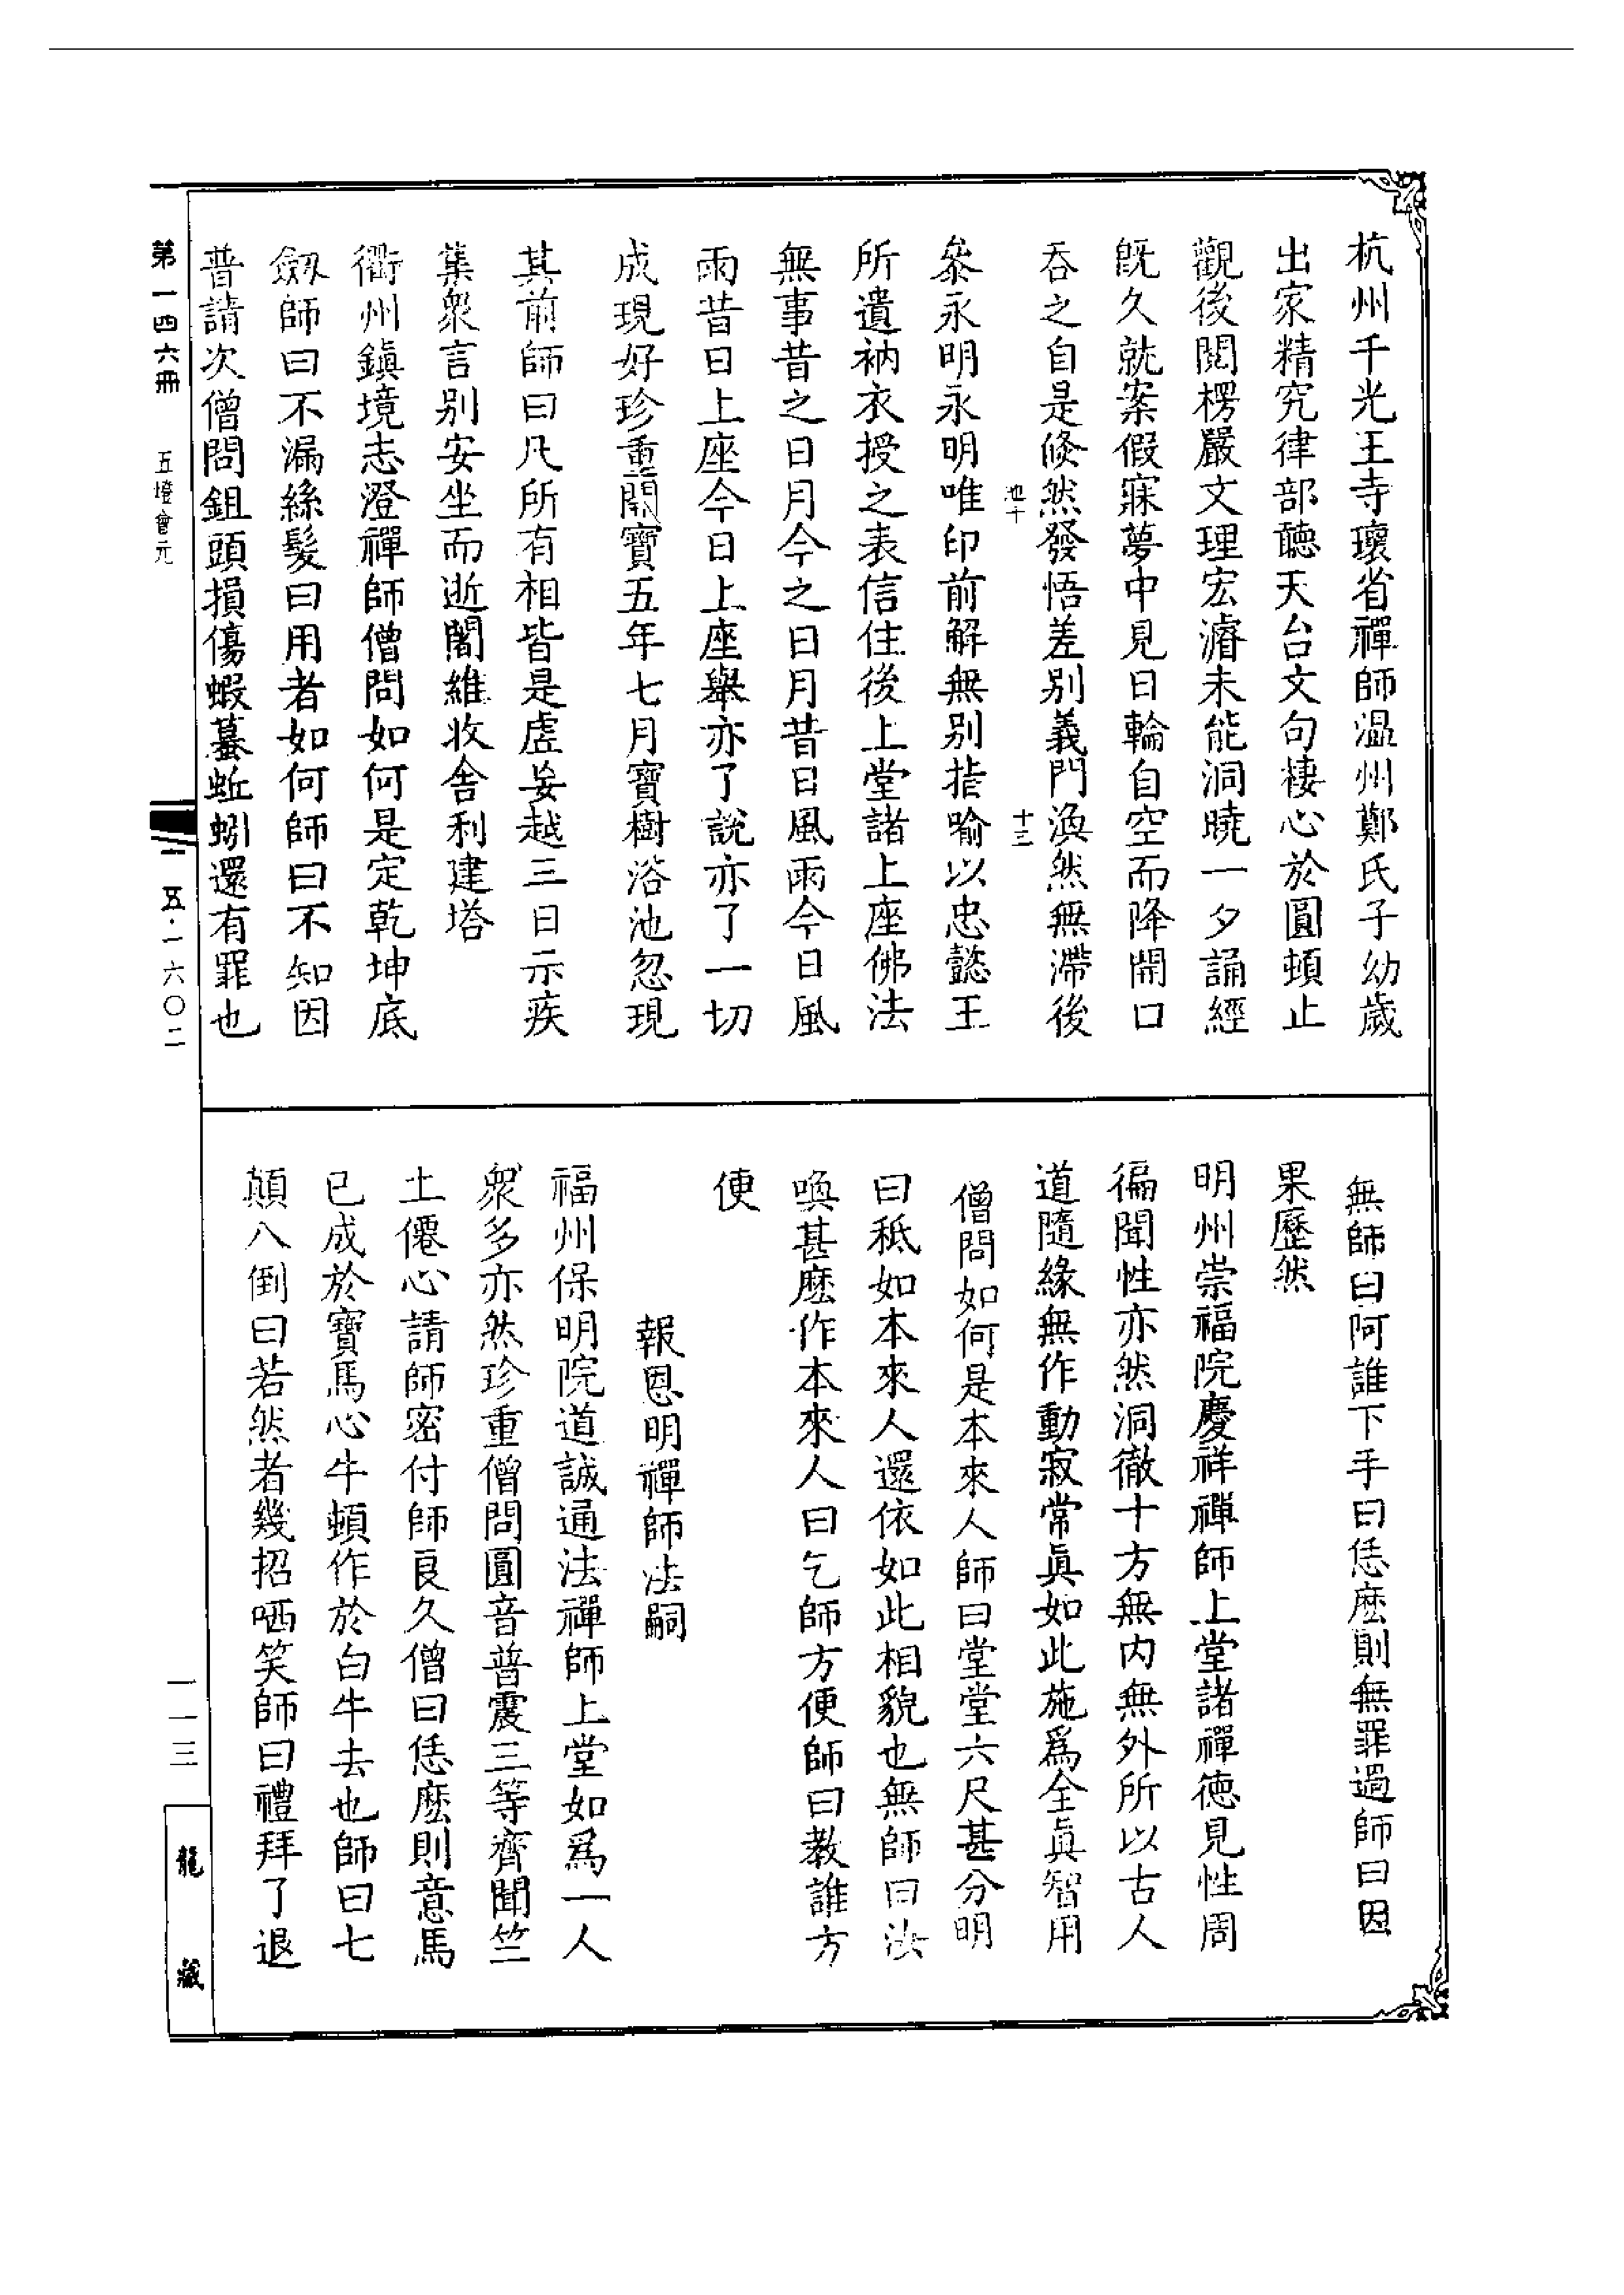 杭州千光王寺瓌省禪師溫州鄭氏子幼歲
出家精究律部聽天台文句棲心於圓頓止
觀後閱楞嚴文理宏濬未能洞曉一夕誦經
旣久就案假寐夢中見日輪自空而降開口
吞之自是倐然發悟差別義門渙然無滯後
池十
十三
叅永明永明唯印前解無別指喻以忠懿王
所遺衲衣授之表信住後上堂諸上座佛法
無事昔之日月今之日月昔日風雨今日風
雨昔日上座今日上座舉亦了說亦了一切
成現好珍重開寶五年七月寶樹浴池忽現
其前師曰凡所有相皆是虛妄越三日示疾
集衆言別安坐而逝闍維收舍利建塔
衢州鎭境志澄禪師僧問如何是定乾坤底
劒師曰不漏絲髮曰用者如何師曰不知因
普請次僧問鉏頭損傷蝦蟇蚯蚓還有罪也
無師曰阿誰下手曰恁麽則無罪過師曰因
果歷然
明州崇福院慶祥禪師上堂諸禪德見性周
徧聞性亦然洞徹十方無内無外所以古人
道隨緣無作動寂常眞如此施爲全眞智用
僧問如何是本來人師曰堂堂六尺甚分明
曰秪如本來人還依如此相貌也無師曰汝
喚甚麽作本來人曰乞師方便師曰教誰方
便
報恩明禪師法嗣
福州保明院道誠通法禪師上堂如爲一人
衆多亦然珍重僧問圓音普震三等齊聞竺
土僊心請師密付師良久僧曰恁麽則意馬
已成於寶馬心牛頓作於白牛去也師曰七
顛八倒曰若然者幾招哂笑師曰禮拜了退
第一四六冊
五燈會元
一五·一六〇二
一一三
龍藏